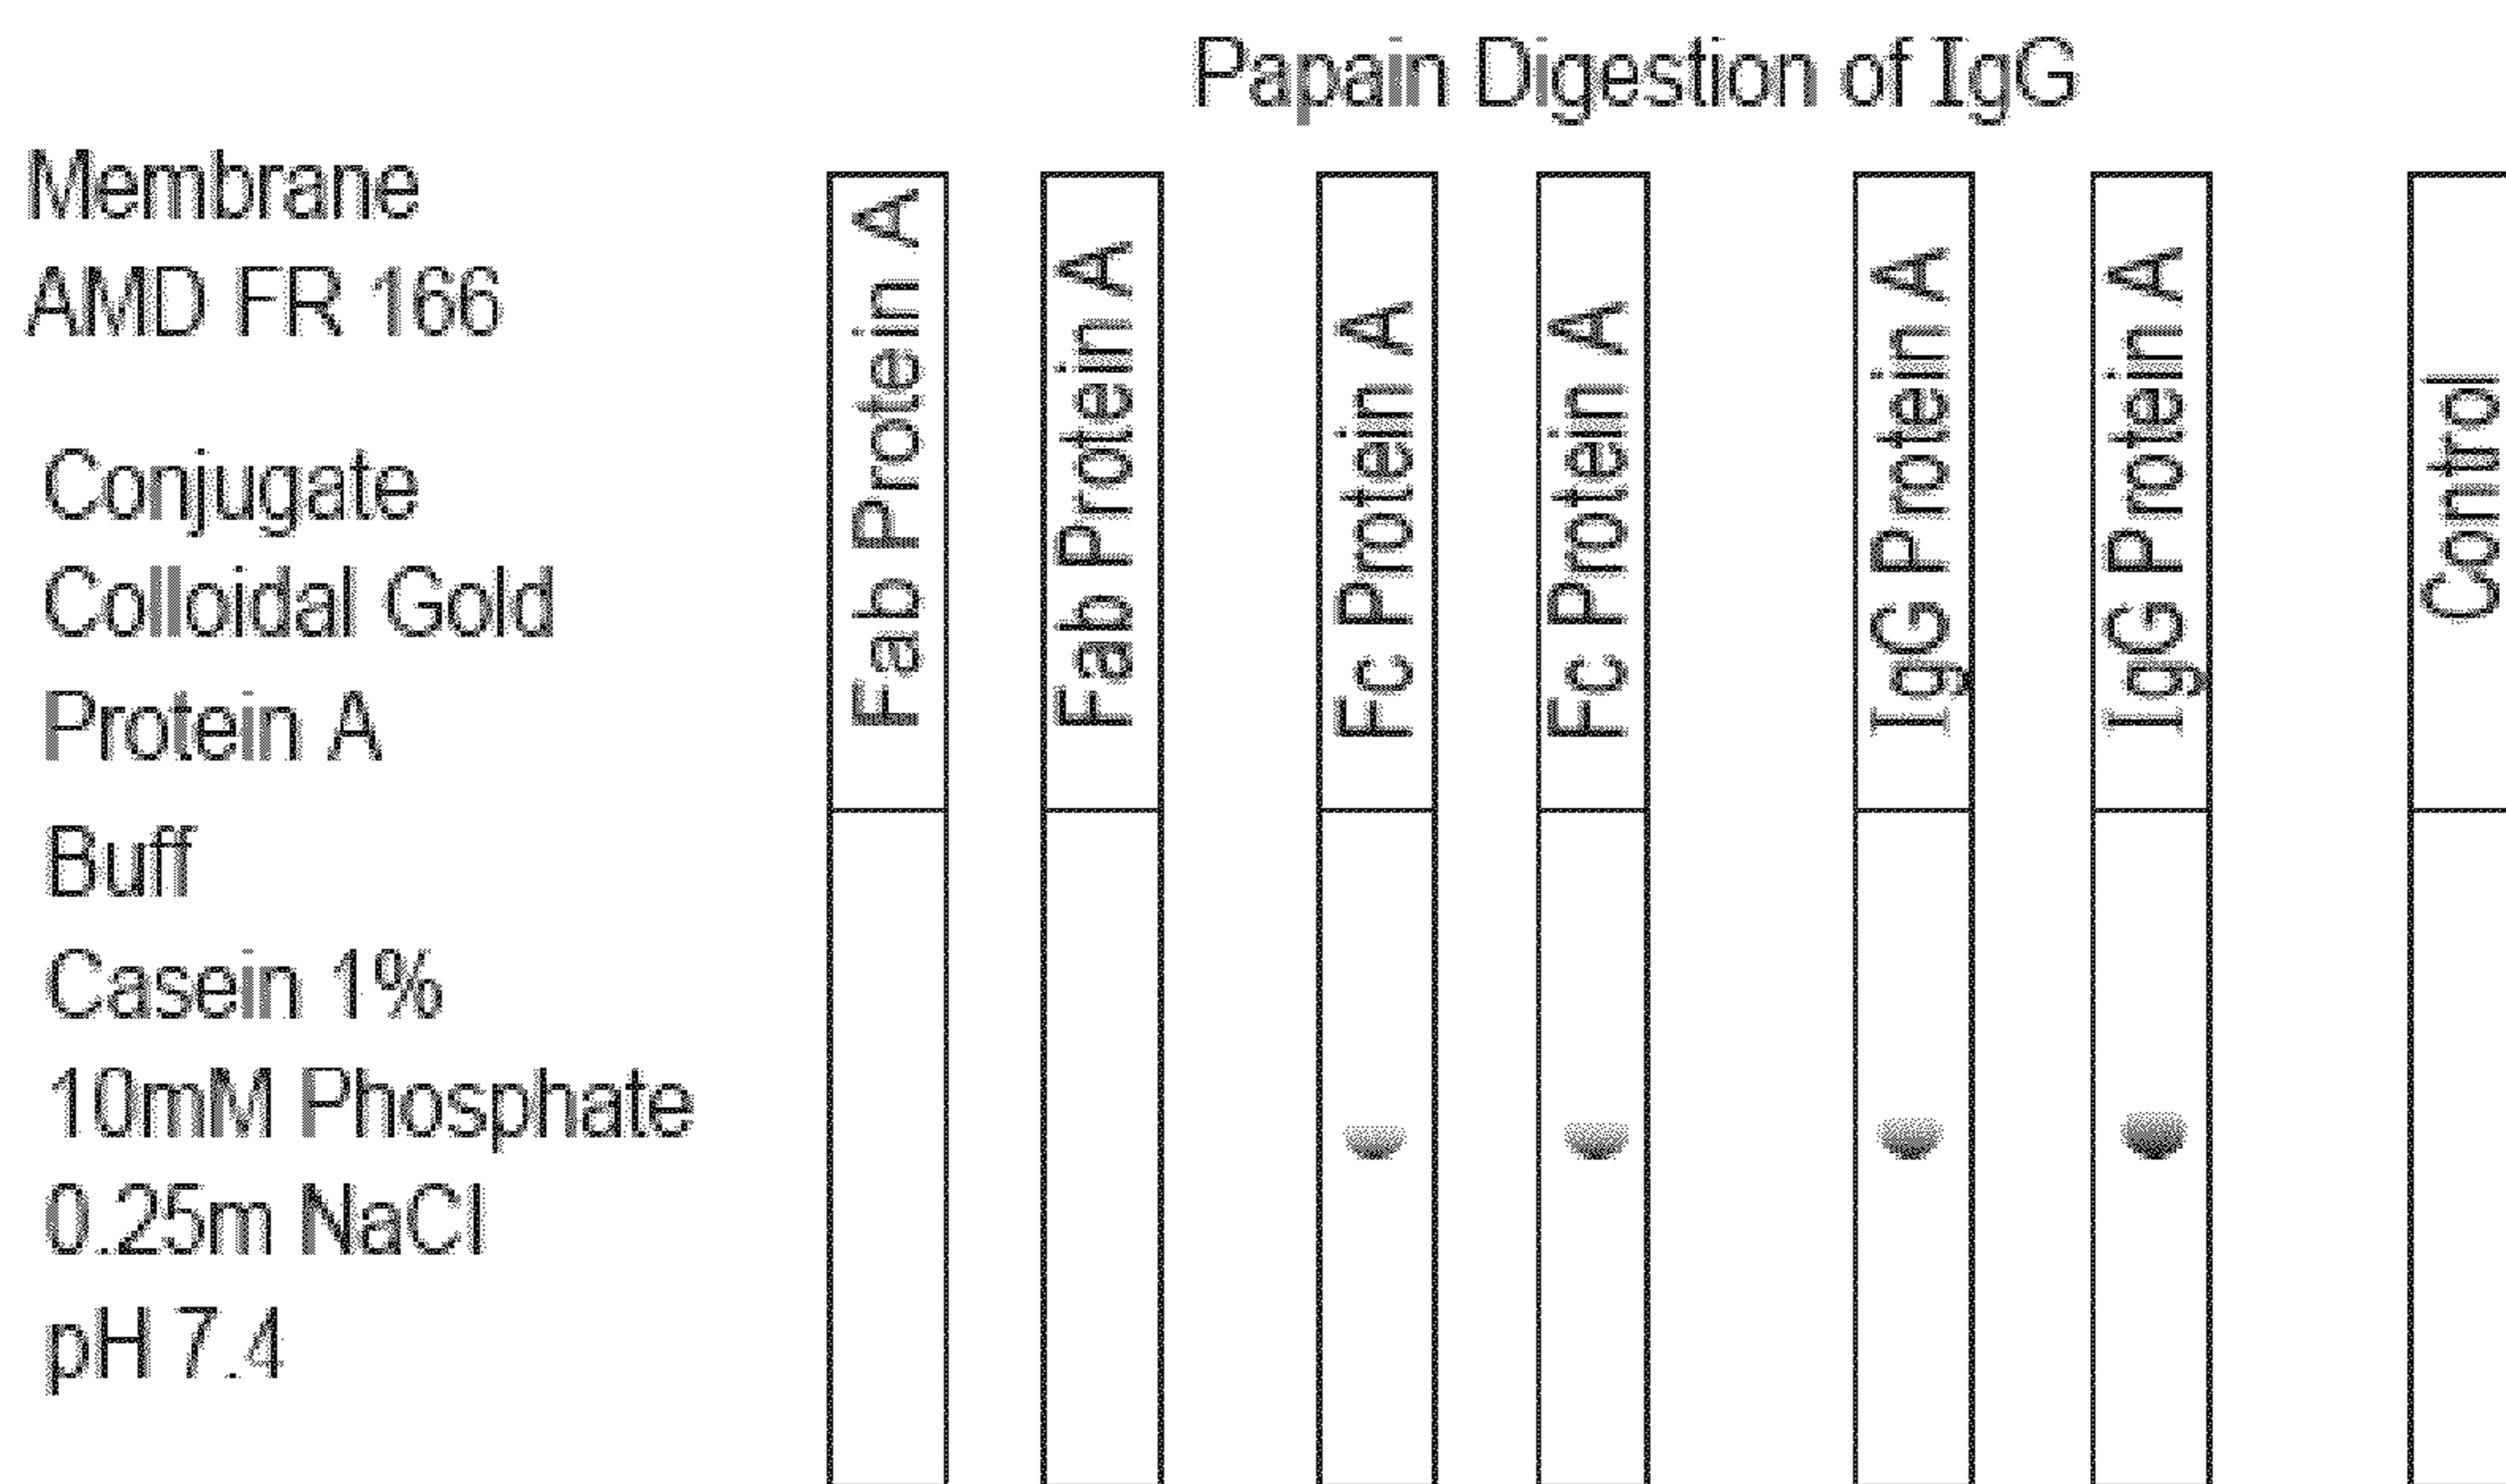 Papain Digestion of IgG
Membrane
AMD FR 166
Conjugate
Colloidal Gold
Protein A
Buff
Casein 1%
10mM Phosphate
0.25m NaCl
pH 7.4
Fab Protein A
Fab Protein A
Fc Protein A
Fc Protein A
IgG Protein A
IgG Protein A
Control